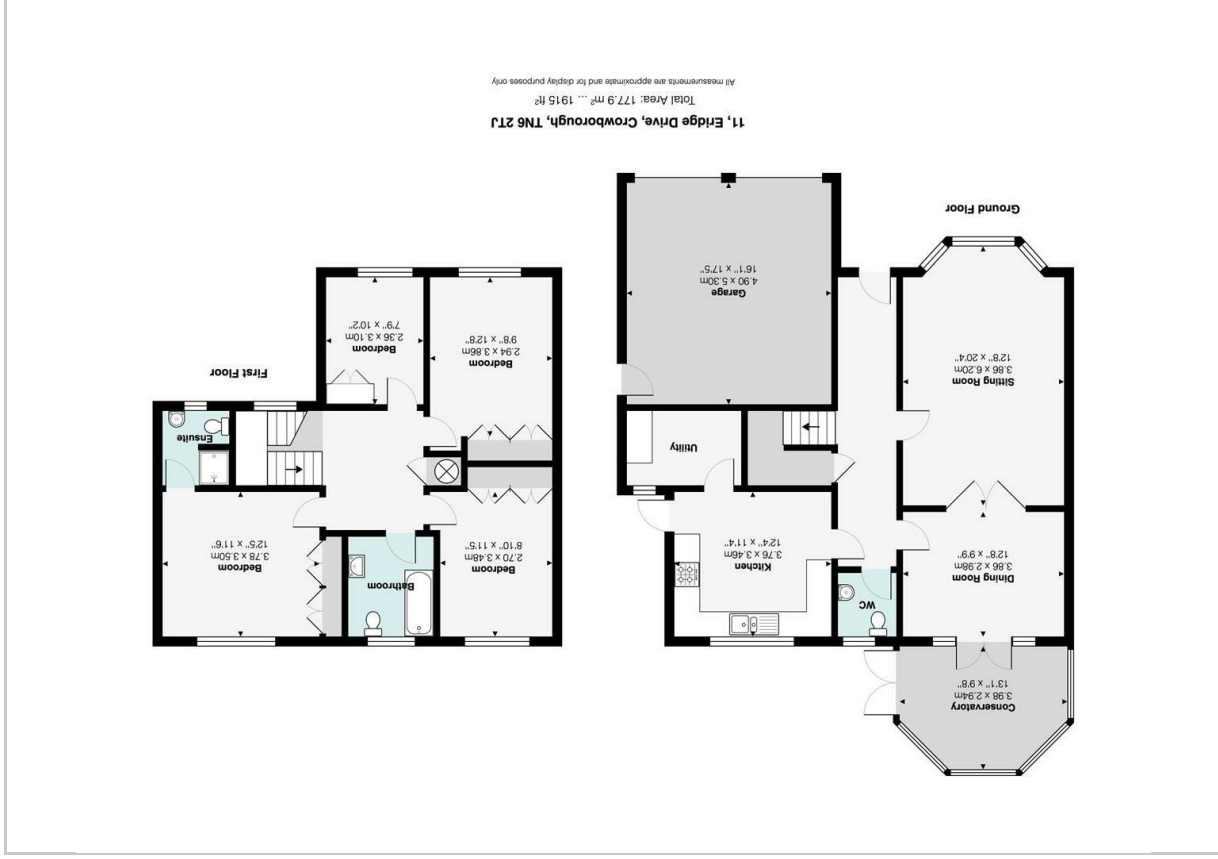 Ground Floor
Conservatory
3.98 x 2.94m
13'1" x 9'8"
Dining Room
3.86 x 2.98m
12'8" x 9'9"
WC
Kitchen
3.76 x 3.46m
12'4" x 11'4"
Utility
Sitting Room
3.86 x 6.20m
12'8" x 20'4"
Garage
4.90 x 5.30m
16'1" x 17'5"
First Floor
Bedroom
2.70 x 3.48m
8'10" x 11'5"
Bathroom
Bedroom
3.78 x 3.50m
12'5" x 11'6"
Ensuite
Bedroom
2.94 x 3.86m
9'8" x 12'8"
Bedroom
2.36 x 3.10m
7'9" x 10'2"
11, Eridge Drive, Crowborough, TN6 2TJ
Total Area: 177.9 m² ... 1915 ft²
All measurements are approximate and for display purposes only